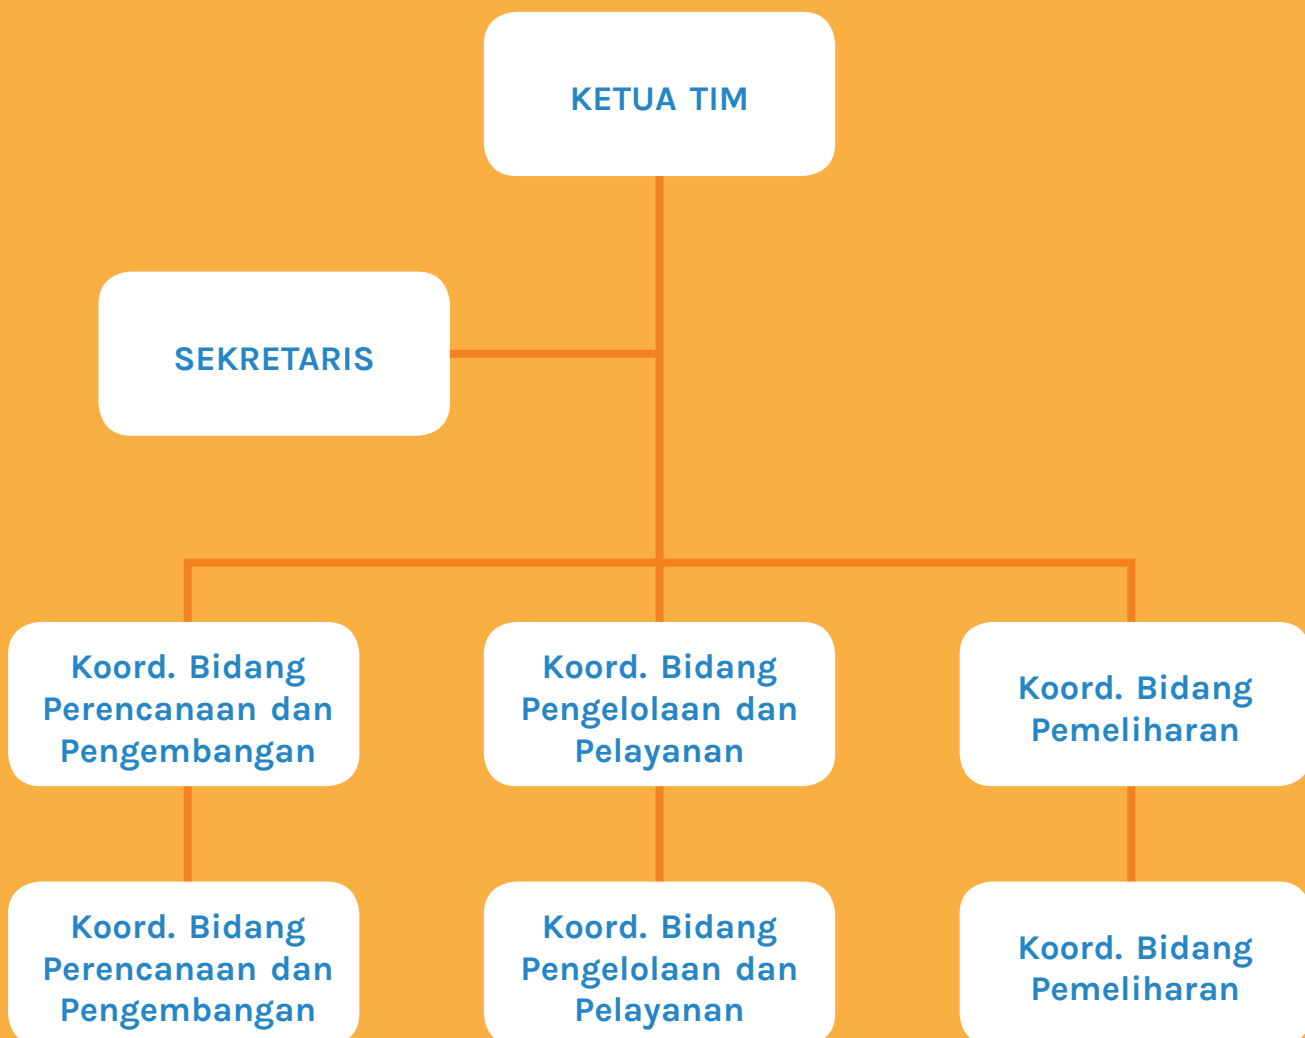 KETUA TIM
SEKRETARIS
Koord. Bidang
Perencanaan dan
Pengembangan
Koord. Bidang
Pengelolaan dan
Pelayanan
Koord. Bidang
Pemeliharan
Koord. Bidang
Perencanaan dan
Pengembangan
Koord. Bidang
Pengelolaan dan
Pelayanan
Koord. Bidang
Pemeliharan